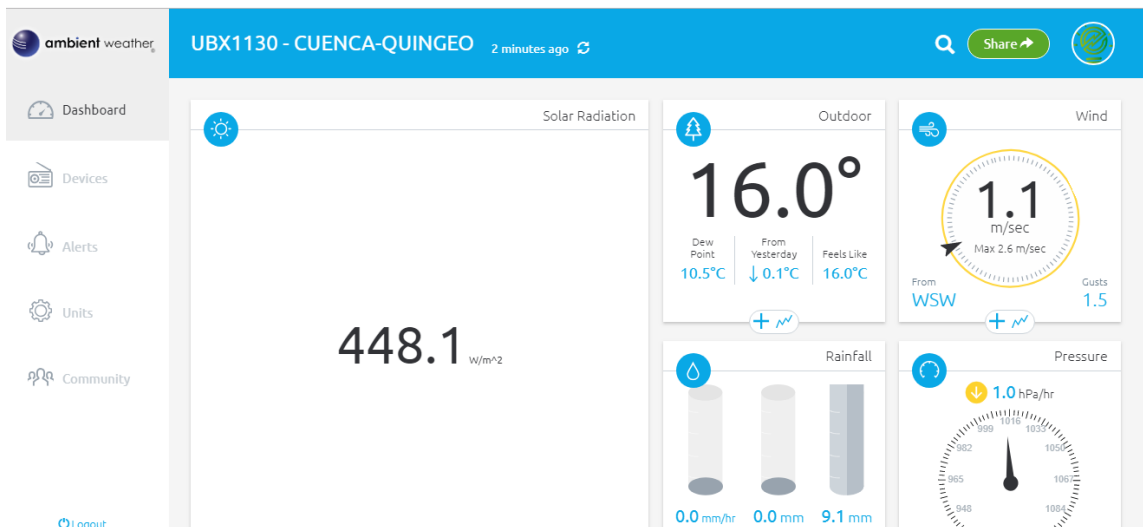 ambient weather
UBX1130 - CUENCA-QUINGEO 2 minutes ago
Share
Dashboard
Devices
Alerts
Units
Community
Logout
Solar Radiation
448.1 W/m^2
Outdoor
16.0°
Dew Point
10.5°C
From Yesterday
↓ 0.1°C
Feels Like
16.0°C
Wind
1.1
m/sec
Max 2.6 m/sec
From
WSW
Gusts
1.5
Rainfall
0.0 mm/hr 0.0 mm 9.1 mm
Pressure
1.0 hPa/hr
948
965
982
999
1016
1033
1050
1067
1084